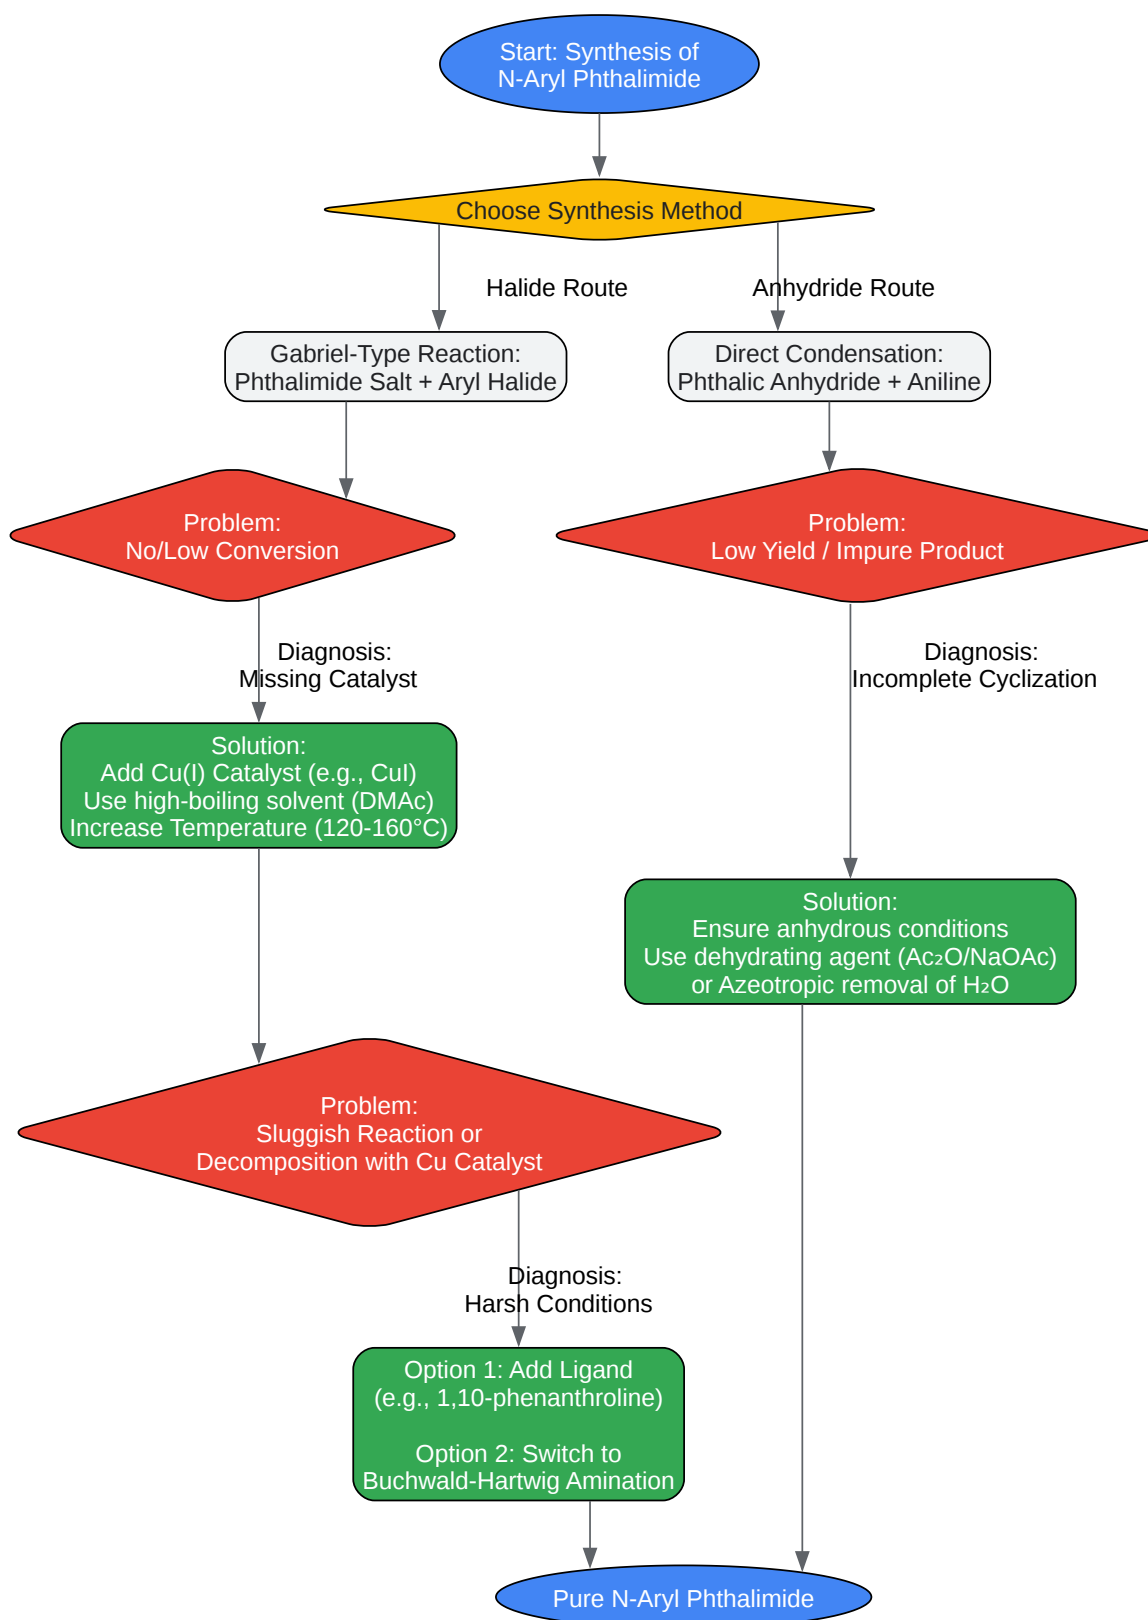 Start: Synthesis of
N-Aryl Phthalimide
Choose Synthesis Method
Halide Route
Anhydride Route
Gabriel-Type Reaction:
Phthalimide Salt + Aryl Halide
Direct Condensation:
Phthalic Anhydride + Aniline
Problem:
No/Low Conversion
Problem:
Low Yield / Impure Product
Diagnosis:
Missing Catalyst
Diagnosis:
Incomplete Cyclization
Solution:
Add Cu(I) Catalyst (e.g., CuI)
Use high-boiling solvent (DMAc)
Increase Temperature (120-160°C)
Solution:
Ensure anhydrous conditions
Use dehydrating agent (Ac₂O/NaOAc)
or Azeotropic removal of H₂O
Problem:
Sluggish Reaction or
Decomposition with Cu Catalyst
Diagnosis:
Harsh Conditions
Option 1: Add Ligand
(e.g., 1,10-phenanthroline)
Option 2: Switch to
Buchwald-Hartwig Amination
Pure N-Aryl Phthalimide